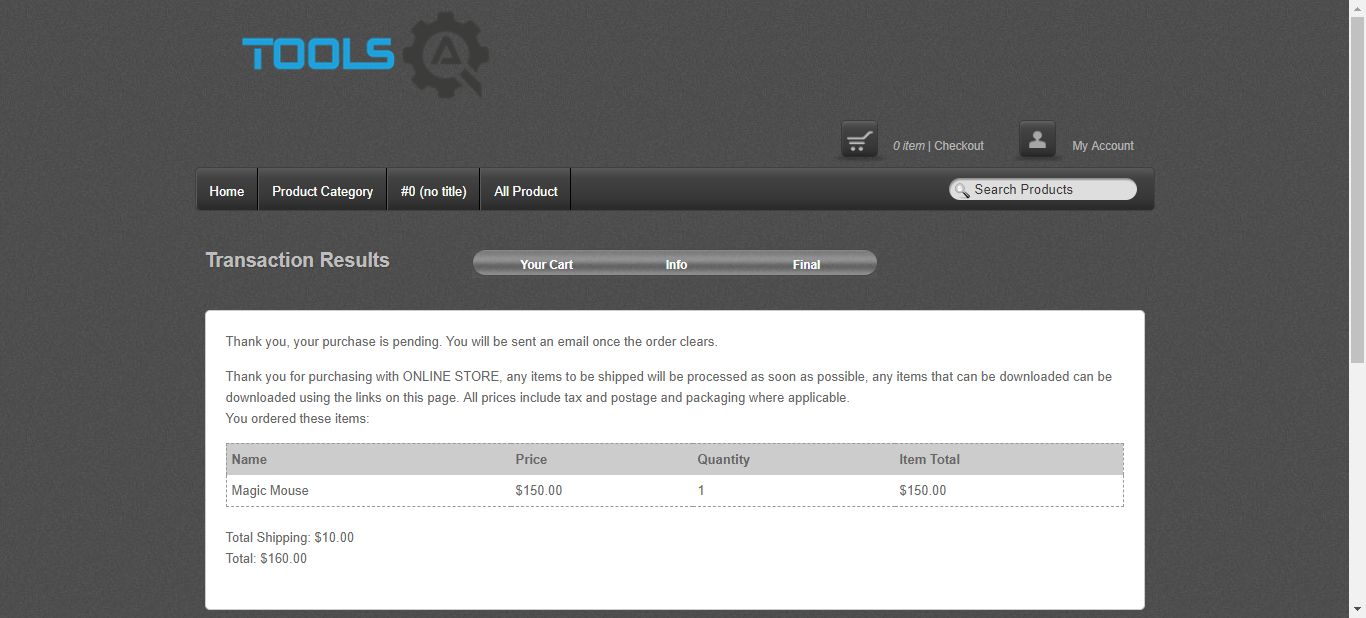 TOOLS QA
0 item | Checkout
My Account
Home
Product Category
#0 (no title)
All Product
Search Products
Transaction Results
Your Cart
Info
Final
Thank you, your purchase is pending. You will be sent an email once the order clears.
Thank you for purchasing with ONLINE STORE, any items to be shipped will be processed as soon as possible, any items that can be downloaded can be
downloaded using the links on this page. All prices include tax and postage and packaging where applicable.
You ordered these items:
Name Price Quantity Item Total
Magic Mouse $150.00 1 $150.00
Total Shipping: $10.00
Total: $160.00